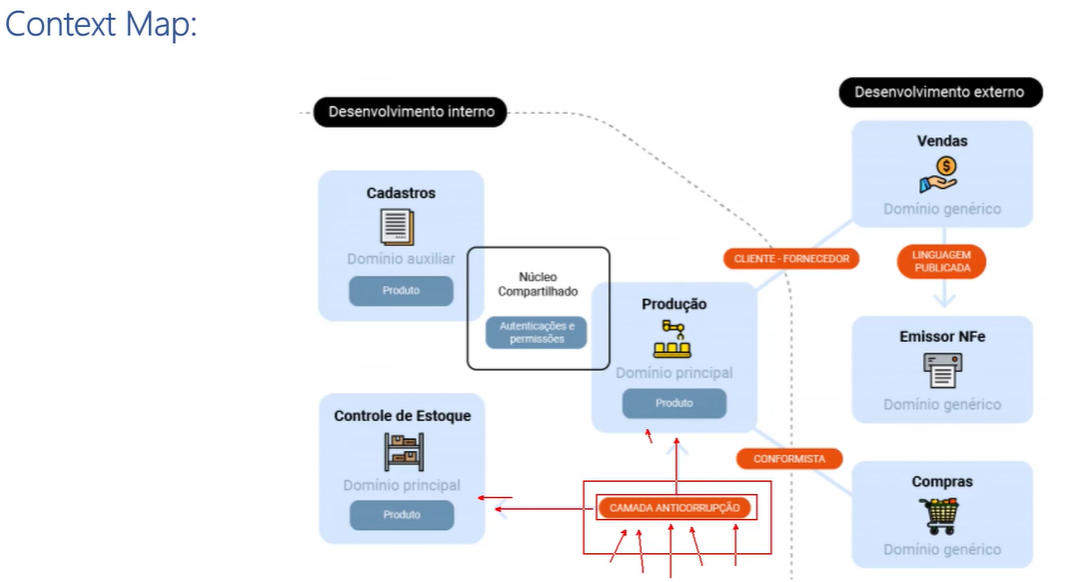 Context Map:
Desenvolvimento interno
Desenvolvimento externo
Vendas
Domínio genérico
Cadastros
Domínio auxiliar
Produto
Núcleo
Compartilhado
Autenticações e
permissões
CLIENTE - FORNECEDOR
LINGUAGEM
PUBLICADA
Produção
Domínio principal
Produto
Emissor NFe
Domínio genérico
Controle de Estoque
Domínio principal
Produto
CAMADA ANTICORRUPÇÃO
CONFORMISTA
Compras
Domínio genérico